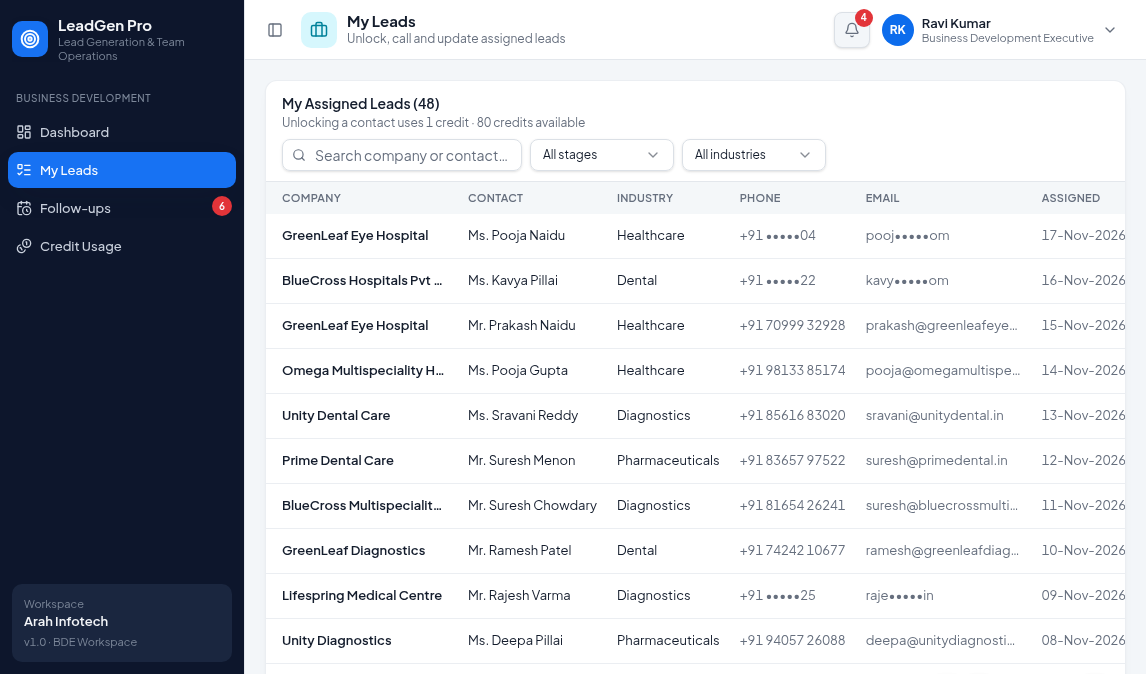 LeadGen Pro
Lead Generation & Team
Operations
BUSINESS DEVELOPMENT
Dashboard
My Leads
Follow-ups 6
Credit Usage
Workspace
Arah Infotech
v1.0 · BDE Workspace
My Leads
Unlock, call and update assigned leads
4
RK
Ravi Kumar
Business Development Executive
My Assigned Leads (48)
Unlocking a contact uses 1 credit · 80 credits available
Search company or contact...
All stages
All industries
COMPANY CONTACT INDUSTRY PHONE EMAIL ASSIGNED
GreenLeaf Eye Hospital Ms. Pooja Naidu Healthcare +91 •••••04 pooj•••••om 17-Nov-2026
BlueCross Hospitals Pvt ... Ms. Kavya Pillai Dental +91 •••••22 kavy•••••om 16-Nov-2026
GreenLeaf Eye Hospital Mr. Prakash Naidu Healthcare +91 70999 32928 prakash@greenleafeye... 15-Nov-2026
Omega Multispeciality H... Ms. Pooja Gupta Healthcare +91 98133 85174 pooja@omegamultispe... 14-Nov-2026
Unity Dental Care Ms. Sravani Reddy Diagnostics +91 85616 83020 sravani@unitydental.in 13-Nov-2026
Prime Dental Care Mr. Suresh Menon Pharmaceuticals +91 83657 97522 suresh@primedental.in 12-Nov-2026
BlueCross Multispecialit... Mr. Suresh Chowdary Diagnostics +91 81654 26241 suresh@bluecrossmulti... 11-Nov-2026
GreenLeaf Diagnostics Mr. Ramesh Patel Dental +91 74242 10677 ramesh@greenleafdiag... 10-Nov-2026
Lifespring Medical Centre Mr. Rajesh Varma Diagnostics +91 •••••25 raje•••••in 09-Nov-2026
Unity Diagnostics Ms. Deepa Pillai Pharmaceuticals +91 94057 26088 deepa@unitydiagnosti... 08-Nov-2026